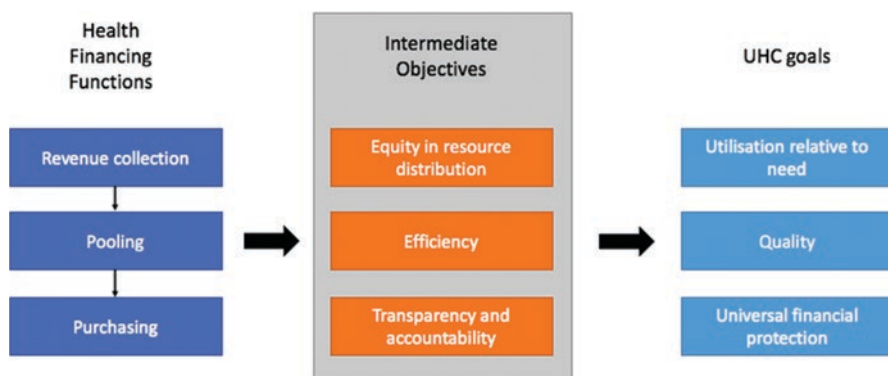 Health
Financing
Functions
Revenue collection
Pooling
Purchasing
Intermediate
Objectives
Equity in resource
distribution
Efficiency
Transparency and
accountability
UHC goals
Utilisation relative to
need
Quality
Universal financial
protection